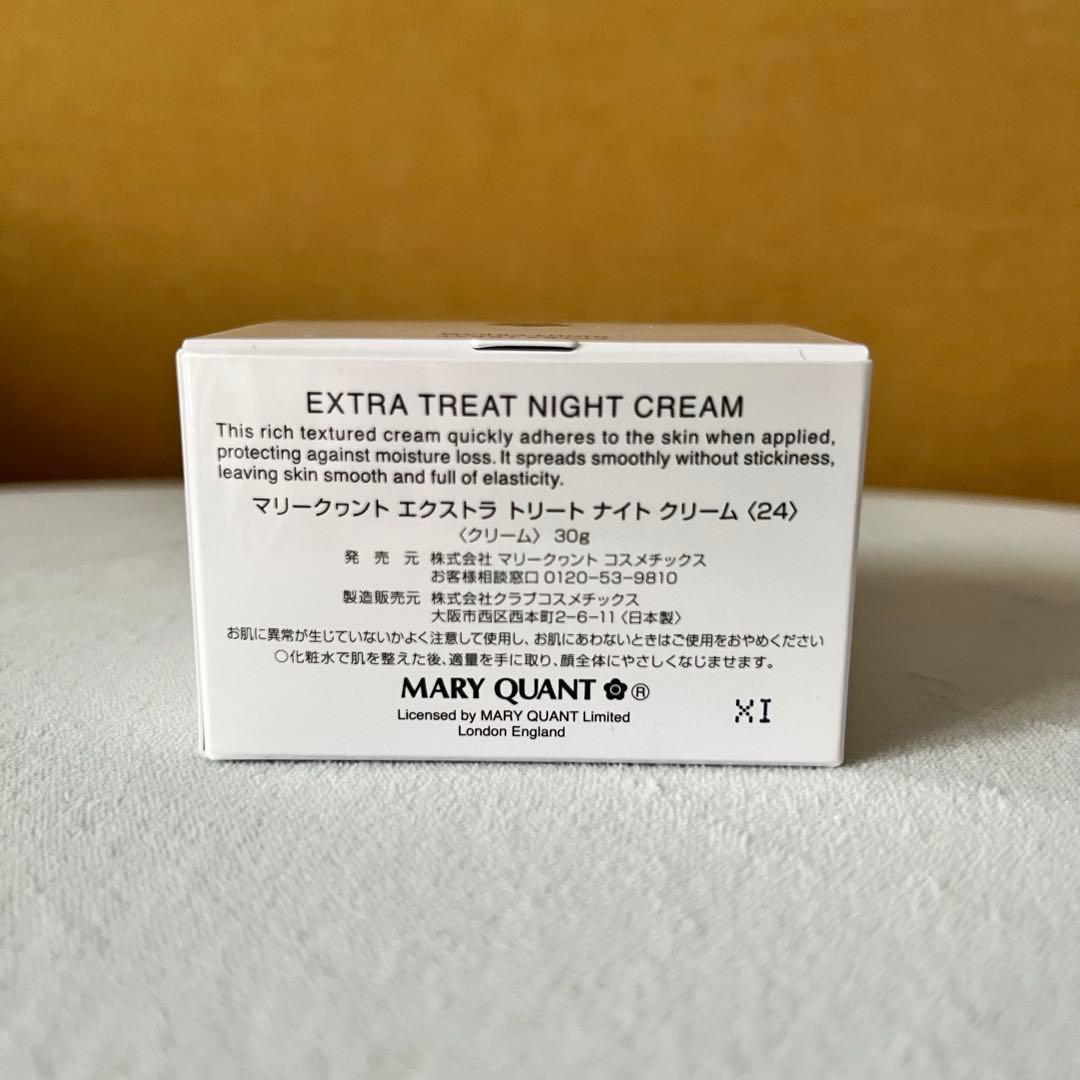 EXTRA TREAT NIGHT CREAM
This rich textured cream quickly adheres to the skin when applied,
protecting against moisture loss. It spreads smoothly without stickiness,
leaving skin smooth and full of elasticity.
マリークヮント エクストラ トリート ナイト クリーム〈24〉
〈クリーム〉 30g
発売元 株式会社 マリークヮント コスメチックス
お客様相談窓口 0120-53-9810
製造販売元 株式会社クラブコスメチックス
大阪市西区西本町2-6-11〈日本製〉
お肌に異常が生じていないかよく注意して使用し、お肌にあわないときはご使用をおやめください
○化粧水で肌を整えた後、適量を手に取り、顔全体にやさしくなじませます。
MARY QUANT ®
Licensed by MARY QUANT Limited
London England
XI